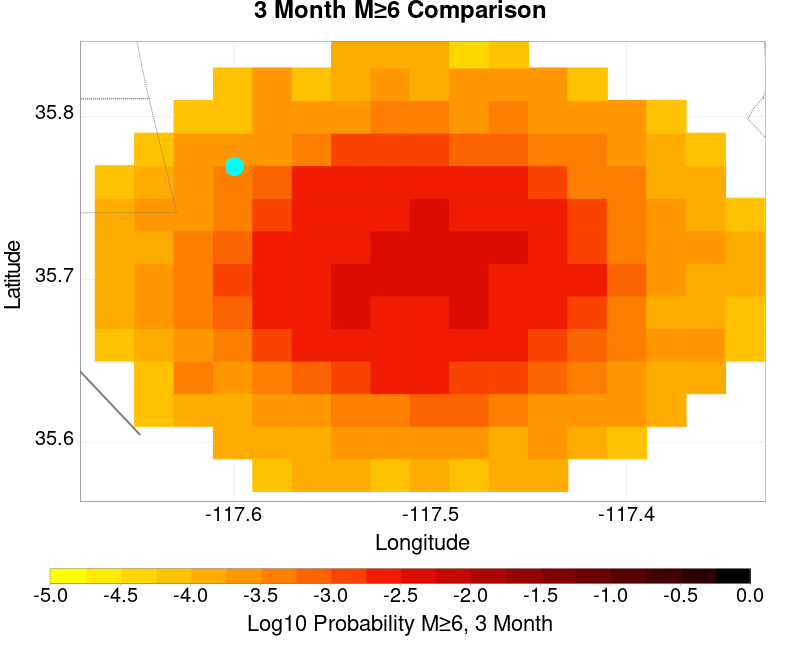 3 Month M≥6 Comparison
35.8
35.7
35.6
Latitude
-117.6 -117.5 -117.4
Longitude
-5.0 -4.5 -4.0 -3.5 -3.0 -2.5 -2.0 -1.5 -1.0 -0.5 0.0
Log10 Probability M≥6, 3 Month